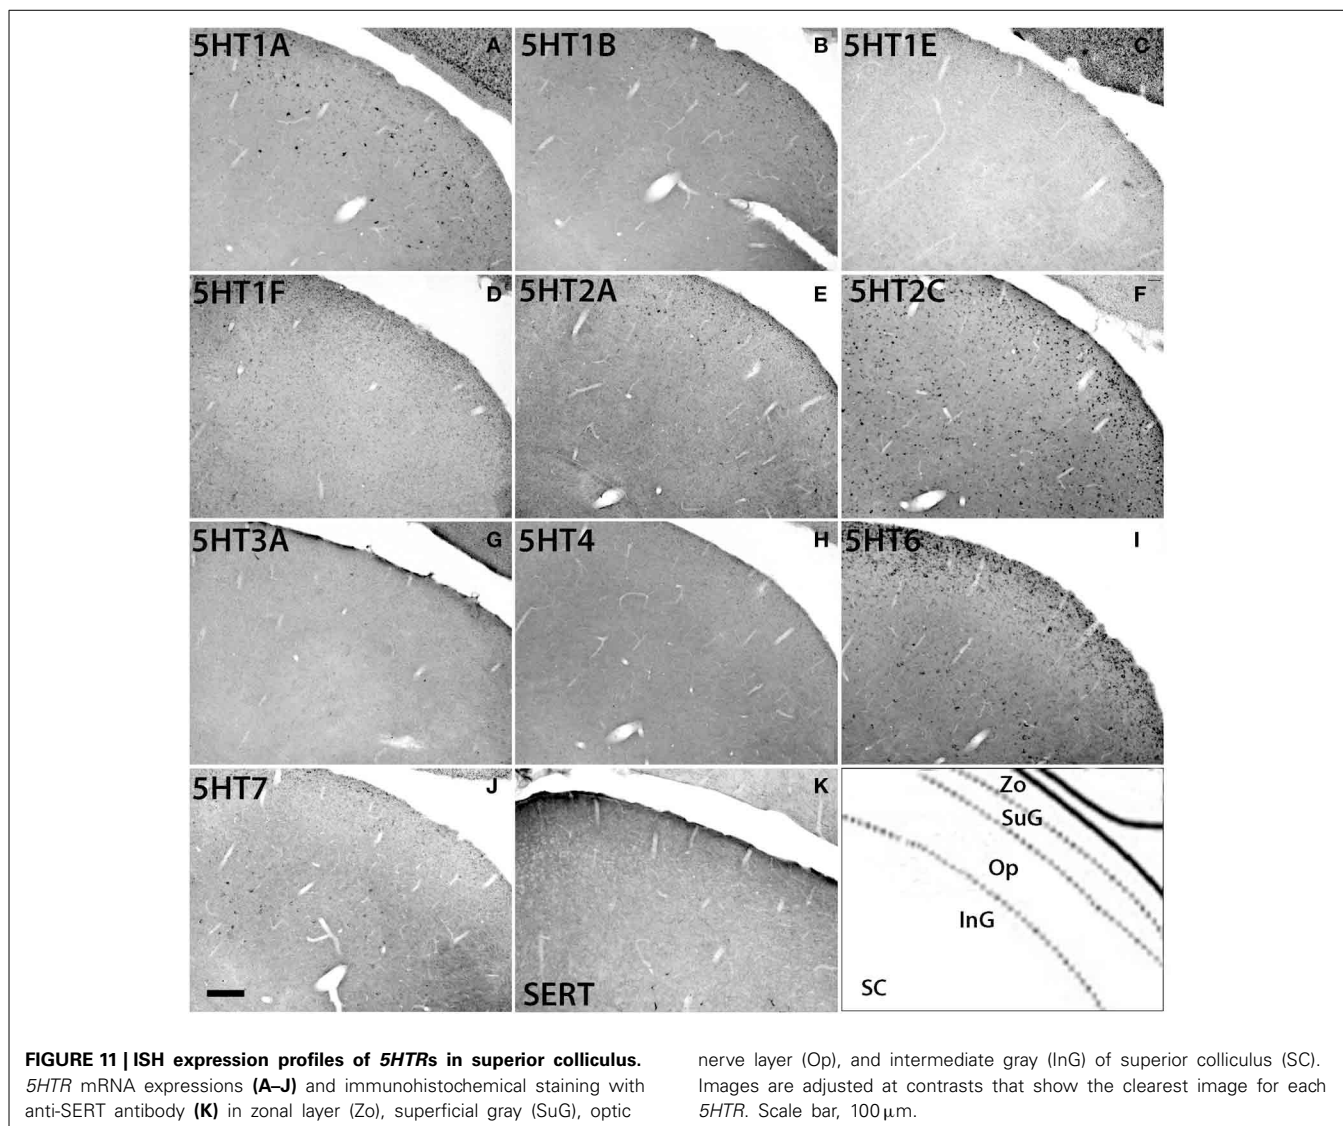 5HT1A A
5HT1B B
5HT1E C
5HT1F D
5HT2A E
5HT2C F
5HT3A G
5HT4 H
5HT6 I
5HT7 J
SERT K
Zo
SuG
Op
InG
SC
FIGURE 11 | ISH expression profiles of 5HTRs in superior colliculus.
5HTR mRNA expressions (A–J) and immunohistochemical staining with
anti-SERT antibody (K) in zonal layer (Zo), superficial gray (SuG), optic
nerve layer (Op), and intermediate gray (InG) of superior colliculus (SC).
Images are adjusted at contrasts that show the clearest image for each
5HTR. Scale bar, 100 μm.